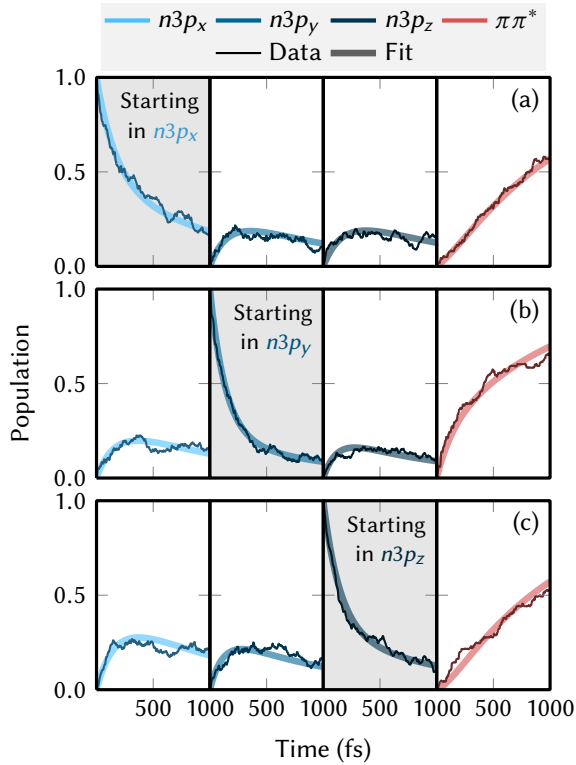 n3pₓ n3p_y n3p_z ππ*
Data Fit
1.0
0.5
0.0
Starting
in n3pₓ
(a)
Population
1.0
0.5
0.0
Starting
in n3p_y
(b)
1.0
0.5
0.0
Starting
in n3p_z
(c)
500 1000 500 1000 500 1000 500 1000
Time (fs)